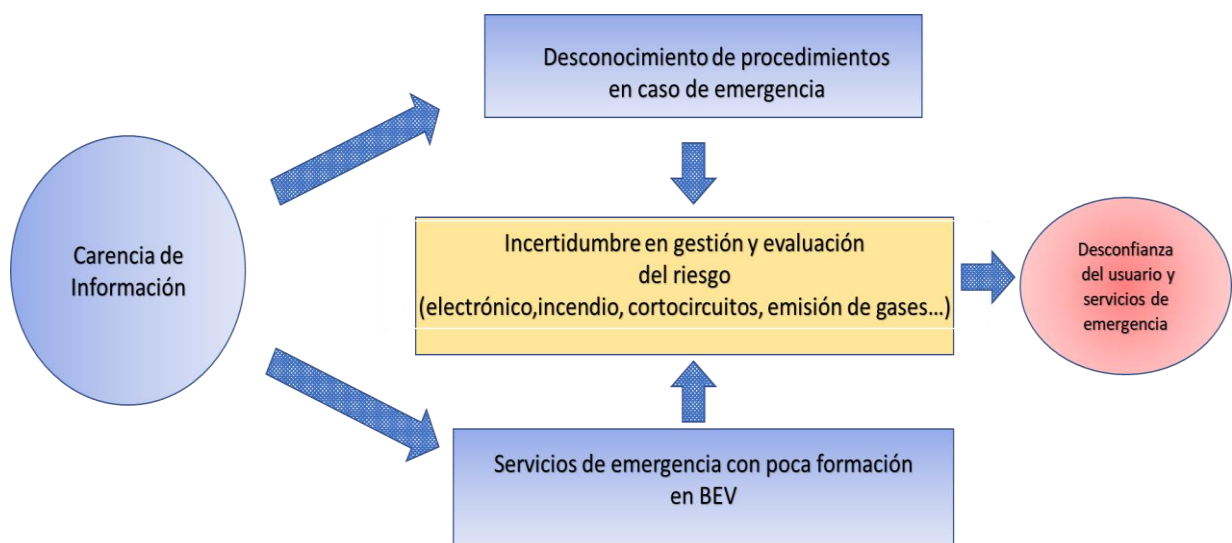 Desconocimiento de procedimientos
en caso de emergencia
Carencia de
Información
Incertidumbre en gestión y evaluación
del riesgo
(electrónico,incendio, cortocircuitos, emisión de gases...)
Desconfianza
del usuario y
servicios de
emergencia
Servicios de emergencia con poca formación
en BEV